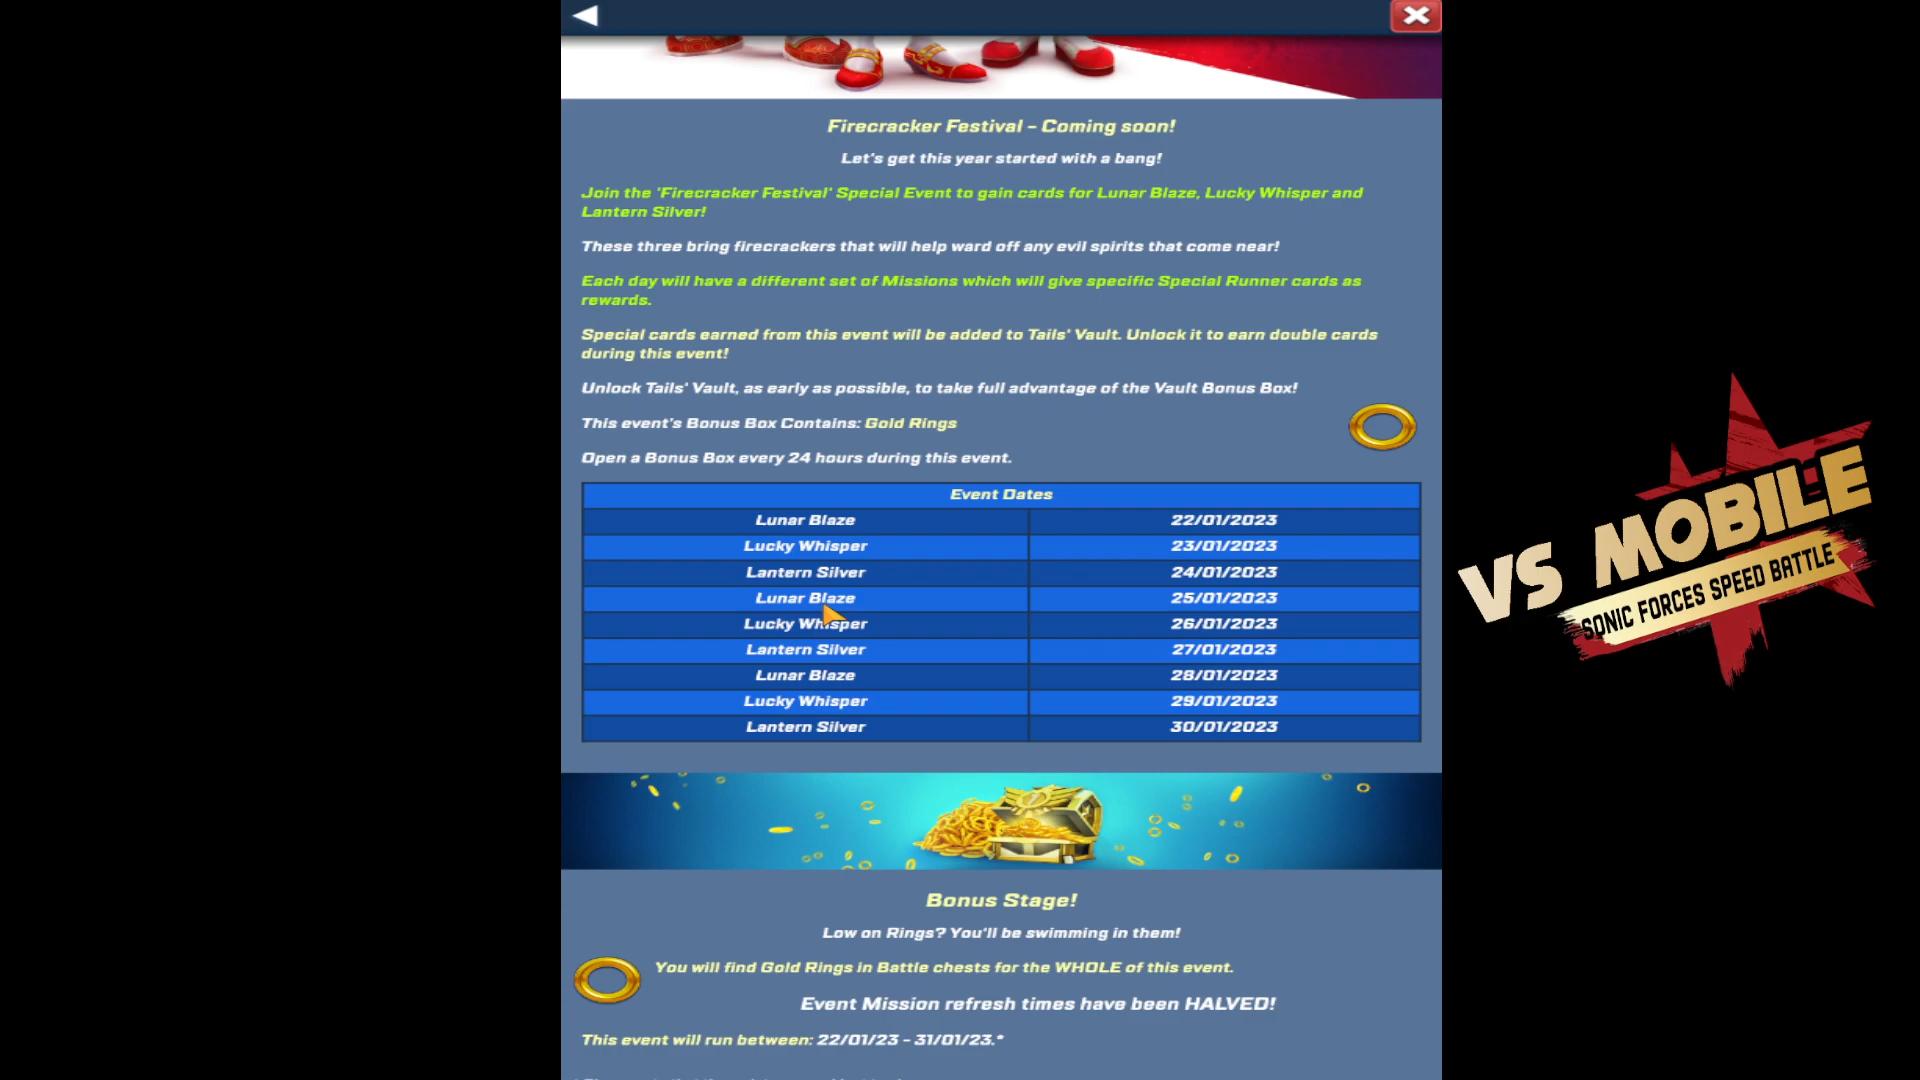 Firecracker Festival - Coming soon!
Let's get this year started with a bang!
Join the 'Firecracker Festival' Special Event to gain cards for Lunar Blaze, Lucky Whisper and
Lantern Silver!
These three bring firecrackers that will help ward off any evil spirits that come near!
Each day will have a different set of Missions which will give specific Special Runner cards as
rewards.
Special cards earned from this event will be added to Tails' Vault. Unlock it to earn double cards
during this event!
Unlock Tails' Vault, as early as possible, to take full advantage of the Vault Bonus Box!
This event's Bonus Box Contains: Gold Rings
Open a Bonus Box every 24 hours during this event.
Event Dates
Lunar Blaze 22/01/2023
Lucky Whisper 23/01/2023
Lantern Silver 24/01/2023
Lunar Blaze 25/01/2023
Lucky Whisper 26/01/2023
Lantern Silver 27/01/2023
Lunar Blaze 28/01/2023
Lucky Whisper 29/01/2023
Lantern Silver 30/01/2023
Bonus Stage!
Low on Rings? You'll be swimming in them!
You will find Gold Rings in Battle chests for the WHOLE of this event.
Event Mission refresh times have been HALVED!
This event will run between: 22/01/23 - 31/01/23.*
VS MOBILE
SONIC FORCES SPEED BATTLE